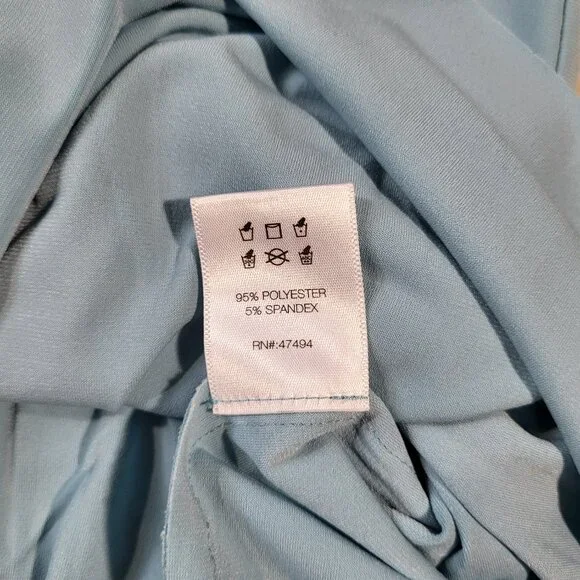 95% POLYESTER
5% SPANDEX
RN#:47494